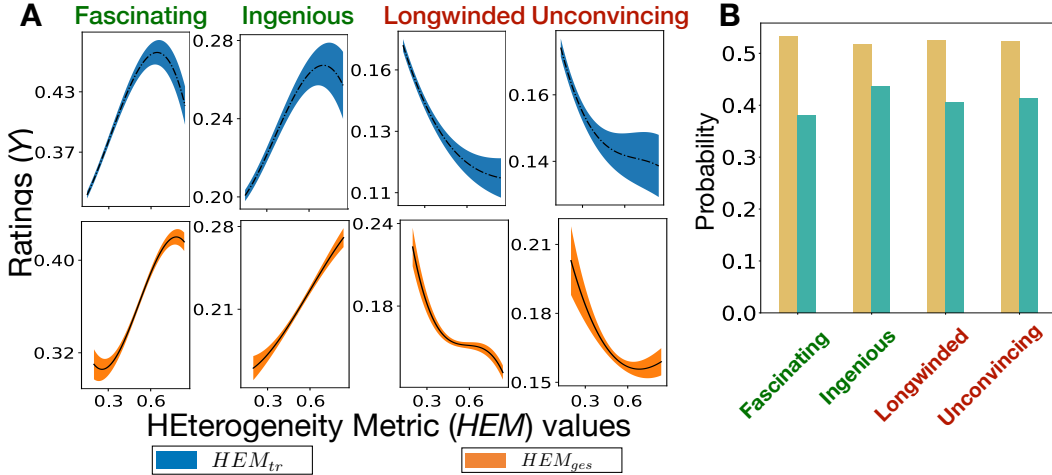 A
Fascinating
Ingenious
Longwinded
Unconvincing
Ratings (Y)
0.43
0.37
0.28
0.24
0.20
0.16
0.13
0.11
0.16
0.14
0.40
0.32
0.28
0.21
0.24
0.18
0.21
0.15
0.3 0.6
0.3 0.6
0.3 0.6
0.3 0.6
HEterogeneity Metric (HEM) values
HEM_tr
HEM_ges
B
Probability
0.5
0.4
0.3
0.2
0.1
0.0
Fascinating
Ingenious
Longwinded
Unconvincing